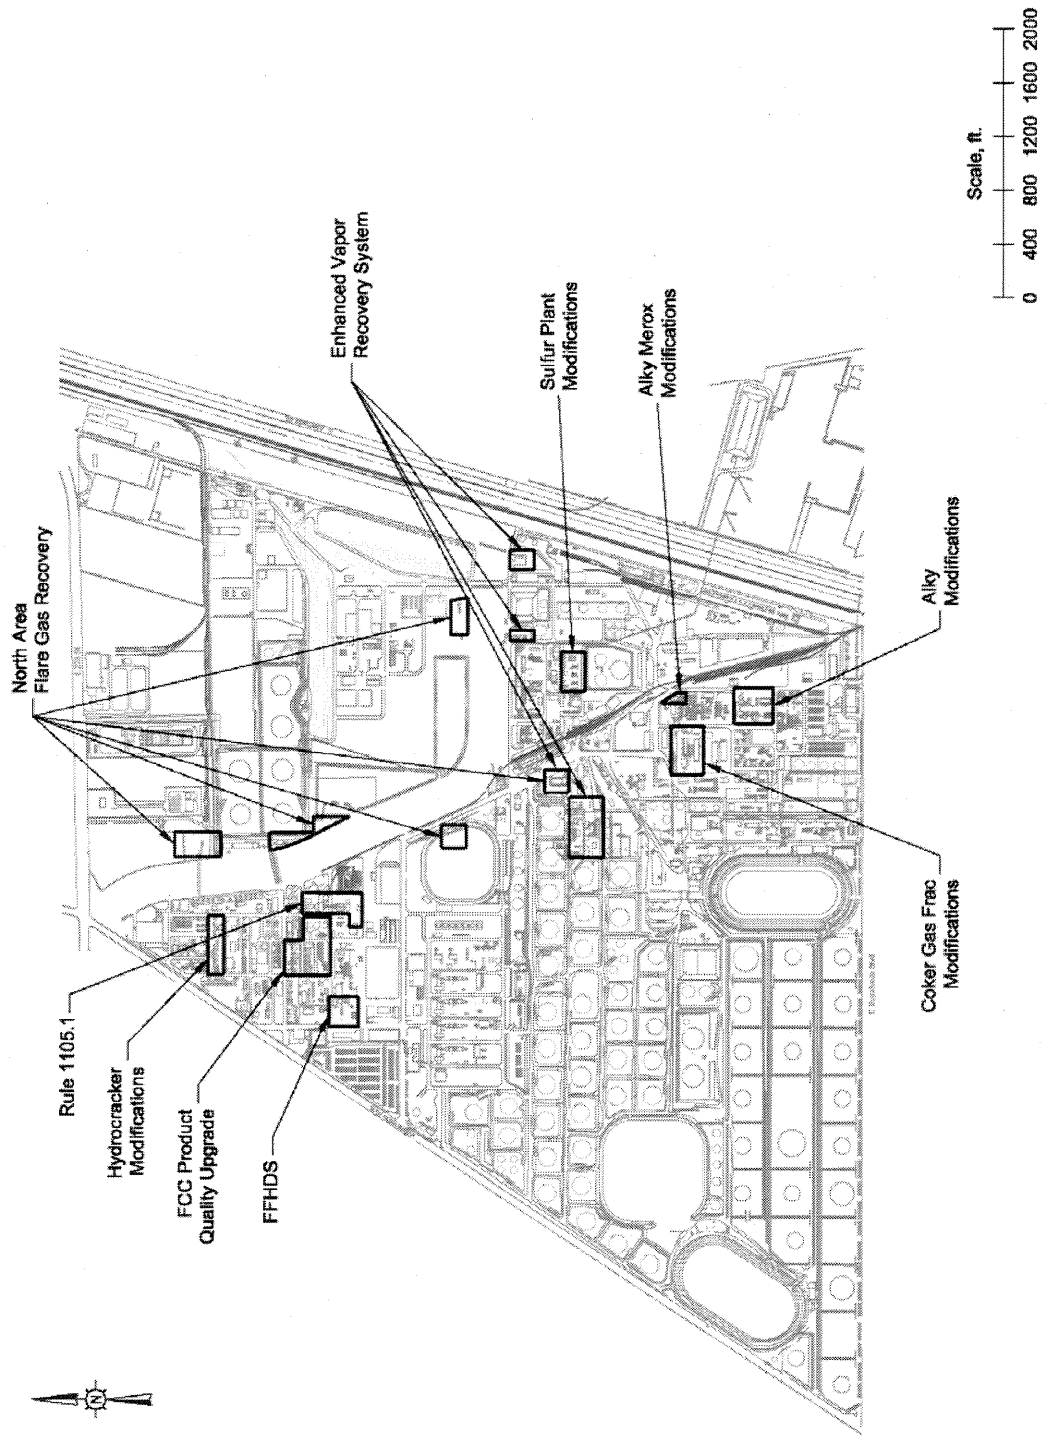 North Area
Flare Gas Recovery
Enhanced Vapor
Recovery System
Sulfur Plant
Modifications
Alky Merox
Modifications
Alky
Modifications
Coker Gas Frac
Modifications
Rule 1105.1
Hydrocracker
Modifications
FCC Product
Quality Upgrade
FFHDS
N
Scale, ft.
0 400 800 1200 1600 2000